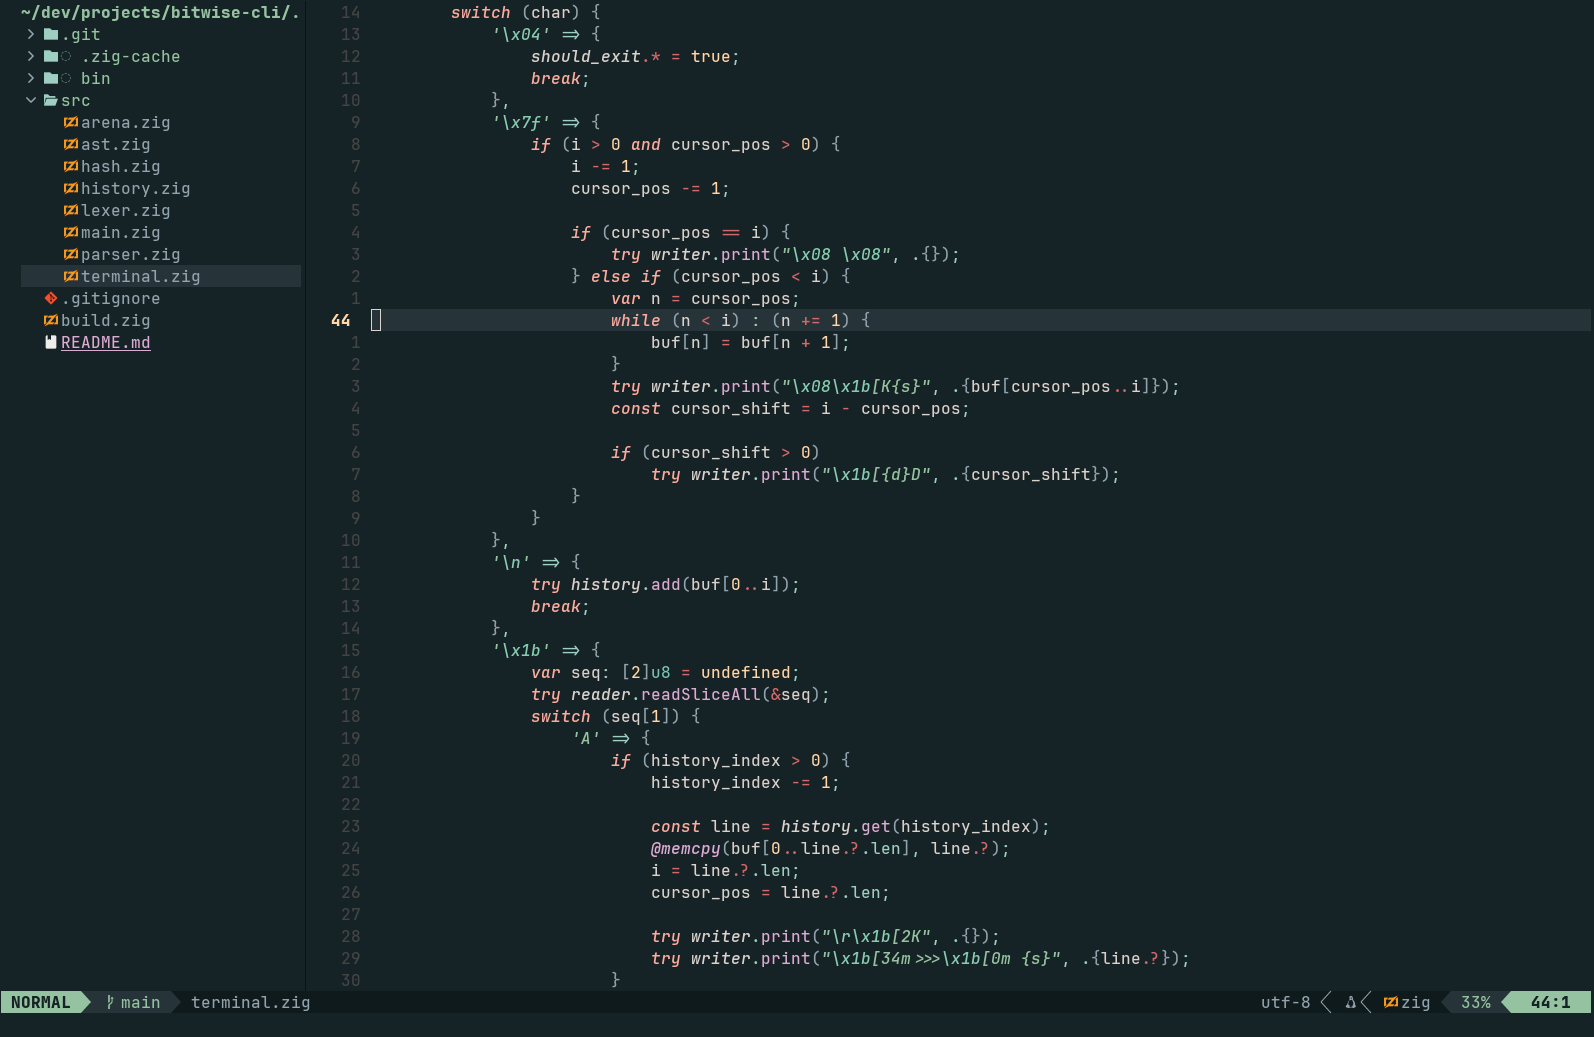 ~/dev/projects/bitwise-cli/.
.git
.zig-cache
bin
src
arena.zig
ast.zig
hash.zig
history.zig
lexer.zig
main.zig
parser.zig
terminal.zig
.gitignore
build.zig
README.md
14         switch (char) {
13             '\x04' => {
12                 should_exit.* = true;
11                 break;
10             },
9             '\x7f' => {
8                 if (i > 0 and cursor_pos > 0) {
7                     i -= 1;
6                     cursor_pos -= 1;
5
4                     if (cursor_pos == i) {
3                         try writer.print("\x08 \x08", .{});
2                     } else if (cursor_pos < i) {
1                         var n = cursor_pos;
44                         while (n < i) : (n += 1) {
1                             buf[n] = buf[n + 1];
2                         }
3                         try writer.print("\x08\x1b[K{s}", .{buf[cursor_pos..i]});
4                         const cursor_shift = i - cursor_pos;
5
6                         if (cursor_shift > 0)
7                             try writer.print("\x1b[{d}D", .{cursor_shift});
8                     }
9                 }
10             },
11             '\n' => {
12                 try history.add(buf[0..i]);
13                 break;
14             },
15             '\x1b' => {
16                 var seq: [2]u8 = undefined;
17                 try reader.readSliceAll(&seq);
18                 switch (seq[1]) {
19                     'A' => {
20                         if (history_index > 0) {
21                             history_index -= 1;
22
23                             const line = history.get(history_index);
24                             @memcpy(buf[0..line.?.len], line.?);
25                             i = line.?.len;
26                             cursor_pos = line.?.len;
27
28                             try writer.print("\r\x1b[2K", .{});
29                             try writer.print("\x1b[34m>>>\x1b[0m {s}", .{line.?});
30                         }
NORMAL main terminal.zig utf-8 zig 33% 44:1